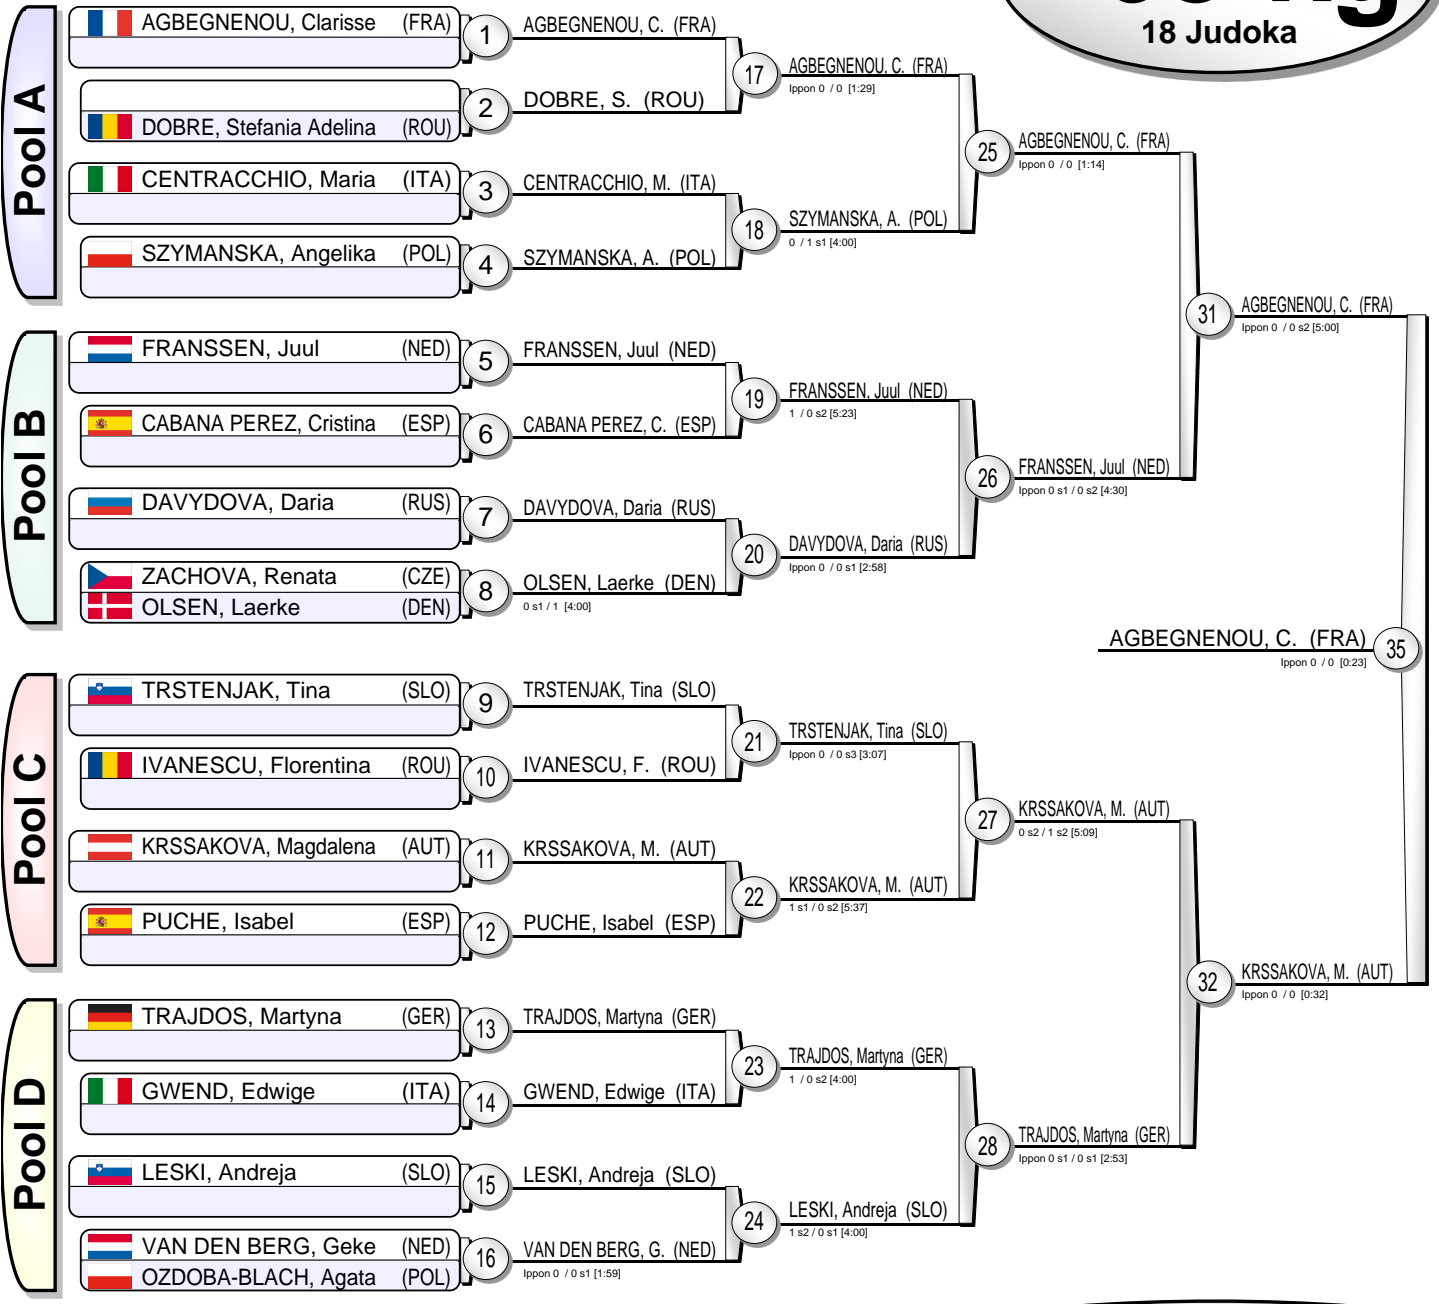 18 Judoka
Pool A
AGBEGNENOU, Clarisse (FRA)
1
AGBEGNENOU, C. (FRA)
2
DOBRE, Stefania Adelina (ROU)
DOBRE, S. (ROU)
17
AGBEGNENOU, C. (FRA)
Ippon 0 / 0 [1:29]
CENTRACCHIO, Maria (ITA)
3
CENTRACCHIO, M. (ITA)
SZYMANSKA, Angelika (POL)
4
SZYMANSKA, A. (POL)
18
SZYMANSKA, A. (POL)
0 / 1 s1 [4:00]
25
AGBEGNENOU, C. (FRA)
Ippon 0 / 0 [1:14]
Pool B
FRANSSEN, Juul (NED)
5
FRANSSEN, Juul (NED)
CABANA PEREZ, Cristina (ESP)
6
CABANA PEREZ, C. (ESP)
19
FRANSSEN, Juul (NED)
1 / 0 s2 [5:23]
DAVYDOVA, Daria (RUS)
7
DAVYDOVA, Daria (RUS)
ZACHOVA, Renata (CZE)
OLSEN, Laerke (DEN)
8
OLSEN, Laerke (DEN)
0 s1 / 1 [4:00]
20
DAVYDOVA, Daria (RUS)
Ippon 0 / 0 s1 [2:58]
26
FRANSSEN, Juul (NED)
Ippon 0 s1 / 0 s2 [4:30]
31
AGBEGNENOU, C. (FRA)
Ippon 0 / 0 s2 [5:00]
AGBEGNENOU, C. (FRA)
Ippon 0 / 0 [0:23]
35
Pool C
TRSTENJAK, Tina (SLO)
9
TRSTENJAK, Tina (SLO)
IVANESCU, Florentina (ROU)
10
IVANESCU, F. (ROU)
21
TRSTENJAK, Tina (SLO)
Ippon 0 / 0 s3 [3:07]
KRSSAKOVA, Magdalena (AUT)
11
KRSSAKOVA, M. (AUT)
PUCHE, Isabel (ESP)
12
PUCHE, Isabel (ESP)
22
KRSSAKOVA, M. (AUT)
1 s1 / 0 s2 [5:37]
27
KRSSAKOVA, M. (AUT)
0 s2 / 1 s2 [5:09]
Pool D
TRAJDOS, Martyna (GER)
13
TRAJDOS, Martyna (GER)
GWEND, Edwige (ITA)
14
GWEND, Edwige (ITA)
23
TRAJDOS, Martyna (GER)
1 / 0 s2 [4:00]
LESKI, Andreja (SLO)
15
LESKI, Andreja (SLO)
VAN DEN BERG, Geke (NED)
OZDOBA-BLACH, Agata (POL)
16
VAN DEN BERG, G. (NED)
Ippon 0 / 0 s1 [1:59]
24
LESKI, Andreja (SLO)
1 s2 / 0 s1 [4:00]
28
TRAJDOS, Martyna (GER)
Ippon 0 s1 / 0 s1 [2:53]
32
KRSSAKOVA, M. (AUT)
Ippon 0 / 0 [0:32]